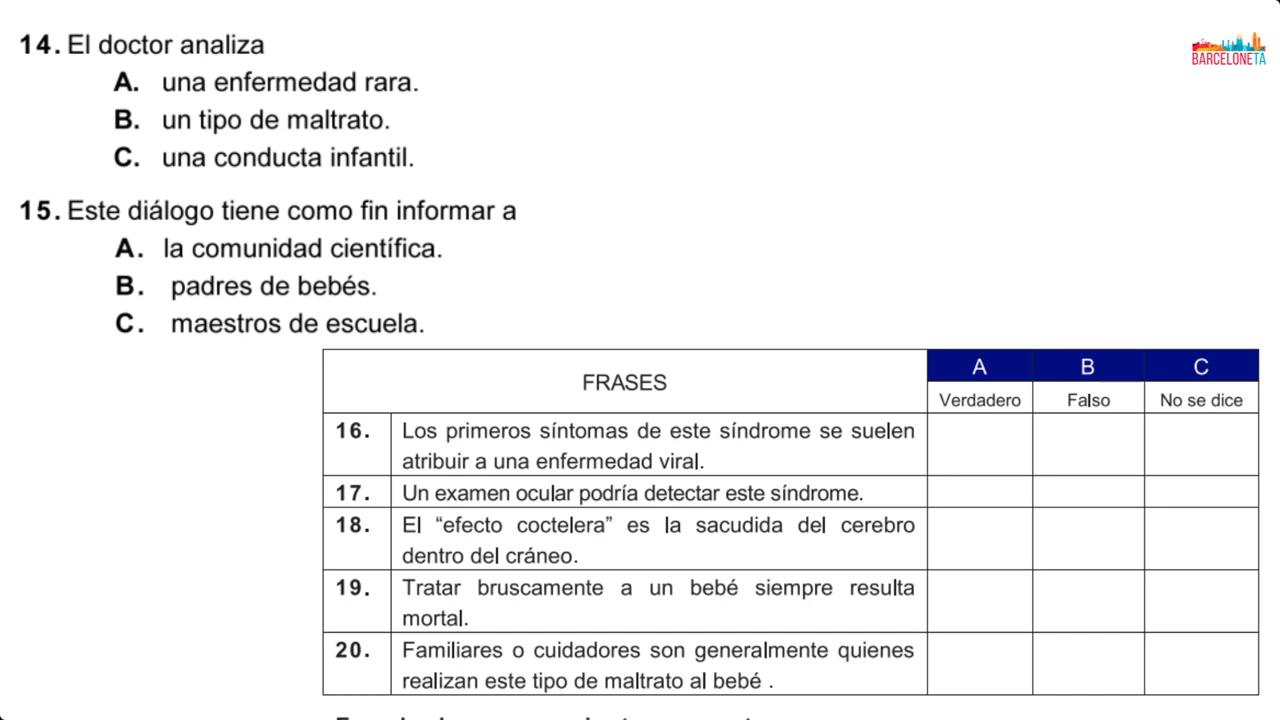 14. El doctor analiza
A. una enfermedad rara.
B. un tipo de maltrato.
C. una conducta infantil.
15. Este diálogo tiene como fin informar a
A. la comunidad científica.
B. padres de bebés.
C. maestros de escuela.
BARCELONETA
FRASES
A B C
Verdadero Falso No se dice
16. Los primeros síntomas de este síndrome se suelen
atribuir a una enfermedad viral.
17. Un examen ocular podría detectar este síndrome.
18. El “efecto coctelera” es la sacudida del cerebro
dentro del cráneo.
19. Tratar bruscamente a un bebé siempre resulta
mortal.
20. Familiares o cuidadores son generalmente quienes
realizan este tipo de maltrato al bebé .